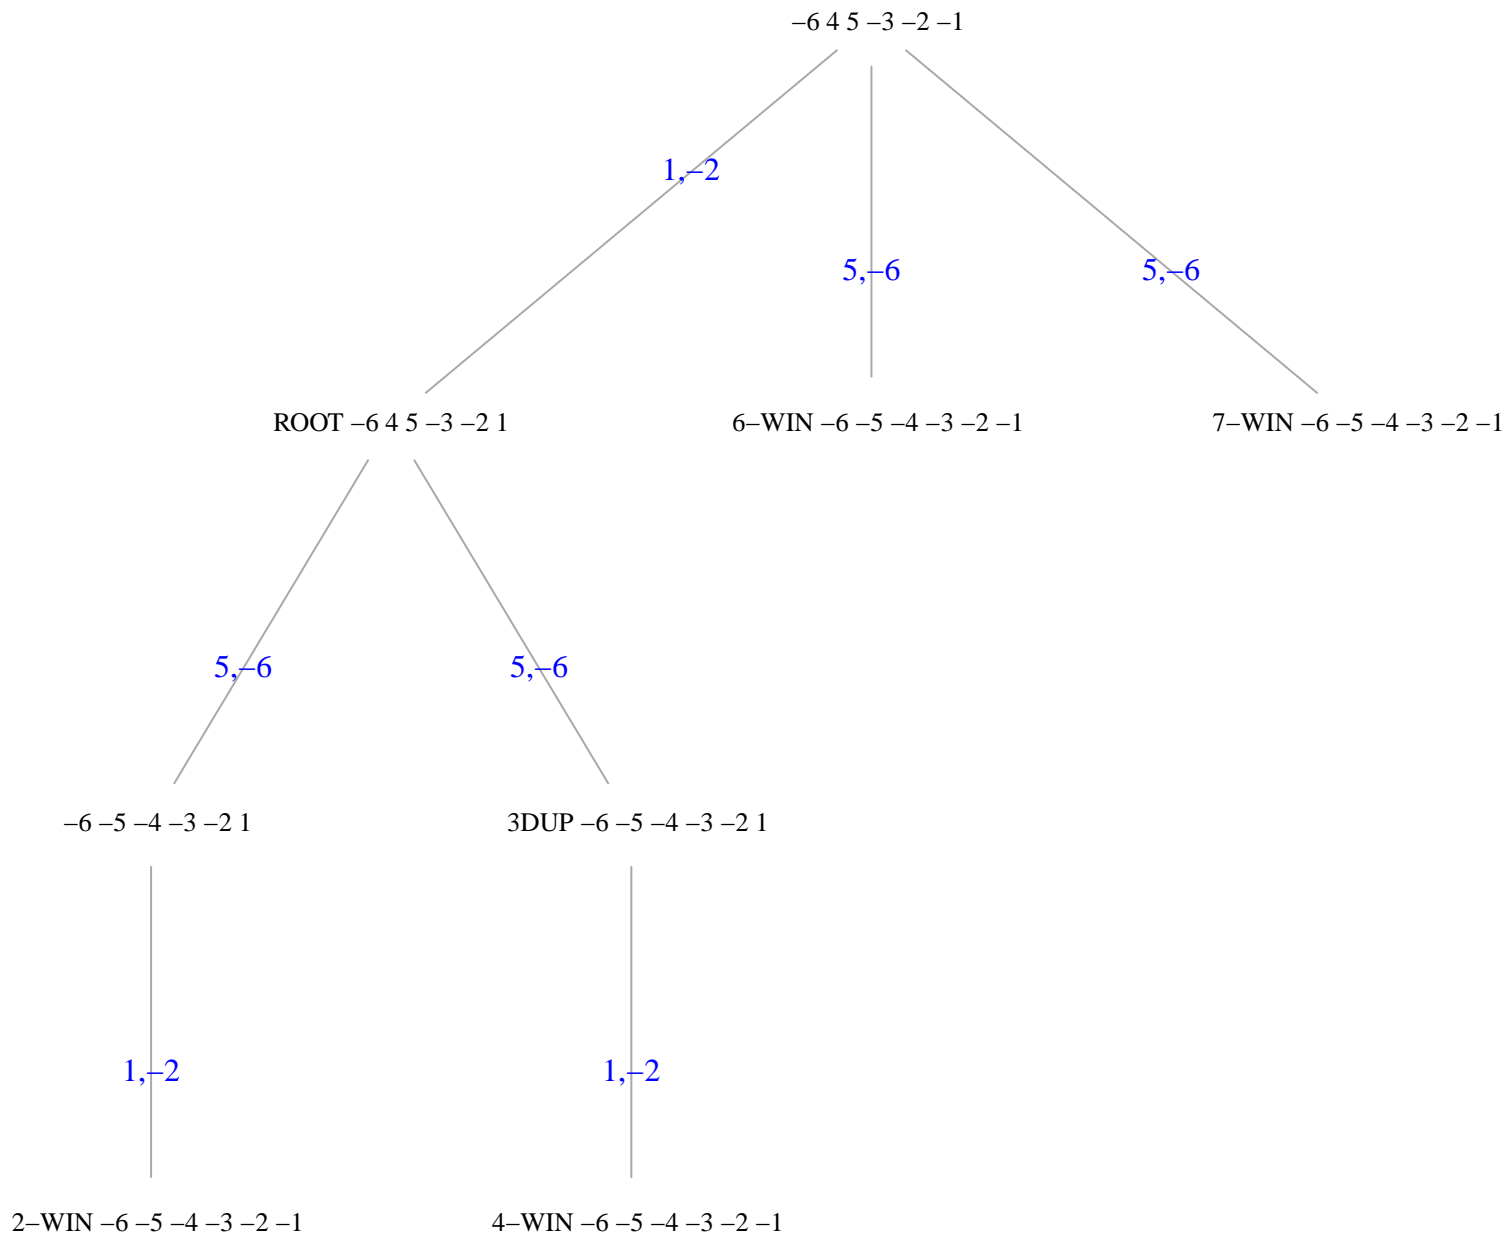 –6 4 5 –3 –2 –1
1,–2
5,–6
5,–6
ROOT –6 4 5 –3 –2 1
6–WIN –6 –5 –4 –3 –2 –1
7–WIN –6 –5 –4 –3 –2 –1
5,–6
5,–6
–6 –5 –4 –3 –2 1
3DUP –6 –5 –4 –3 –2 1
1,–2
1,–2
2–WIN –6 –5 –4 –3 –2 –1
4–WIN –6 –5 –4 –3 –2 –1